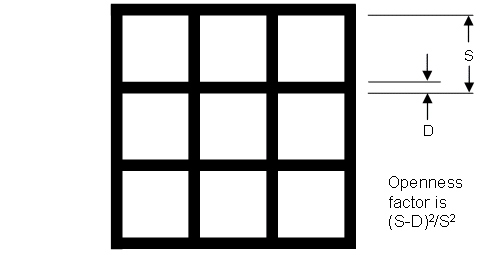 S
D
Openness
factor is
(S-D)²/S²